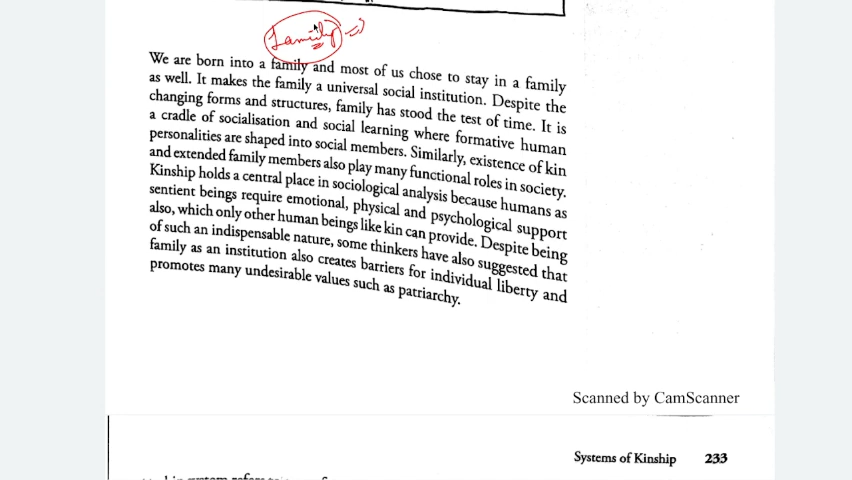 Family
We are born into a family and most of us chose to stay in a family
as well. It makes the family a universal social institution. Despite the
changing forms and structures, family has stood the test of time. It is
a cradle of socialisation and social learning where formative human
personalities are shaped into social members. Similarly, existence of kin
and extended family members also play many functional roles in society.
Kinship holds a central place in sociological analysis because humans as
sentient beings require emotional, physical and psychological support
also, which only other human beings like kin can provide. Despite being
of such an indispensable nature, some thinkers have also suggested that
family as an institution also creates barriers for individual liberty and
promotes many undesirable values such as patriarchy.
Scanned by CamScanner
Systems of Kinship 233